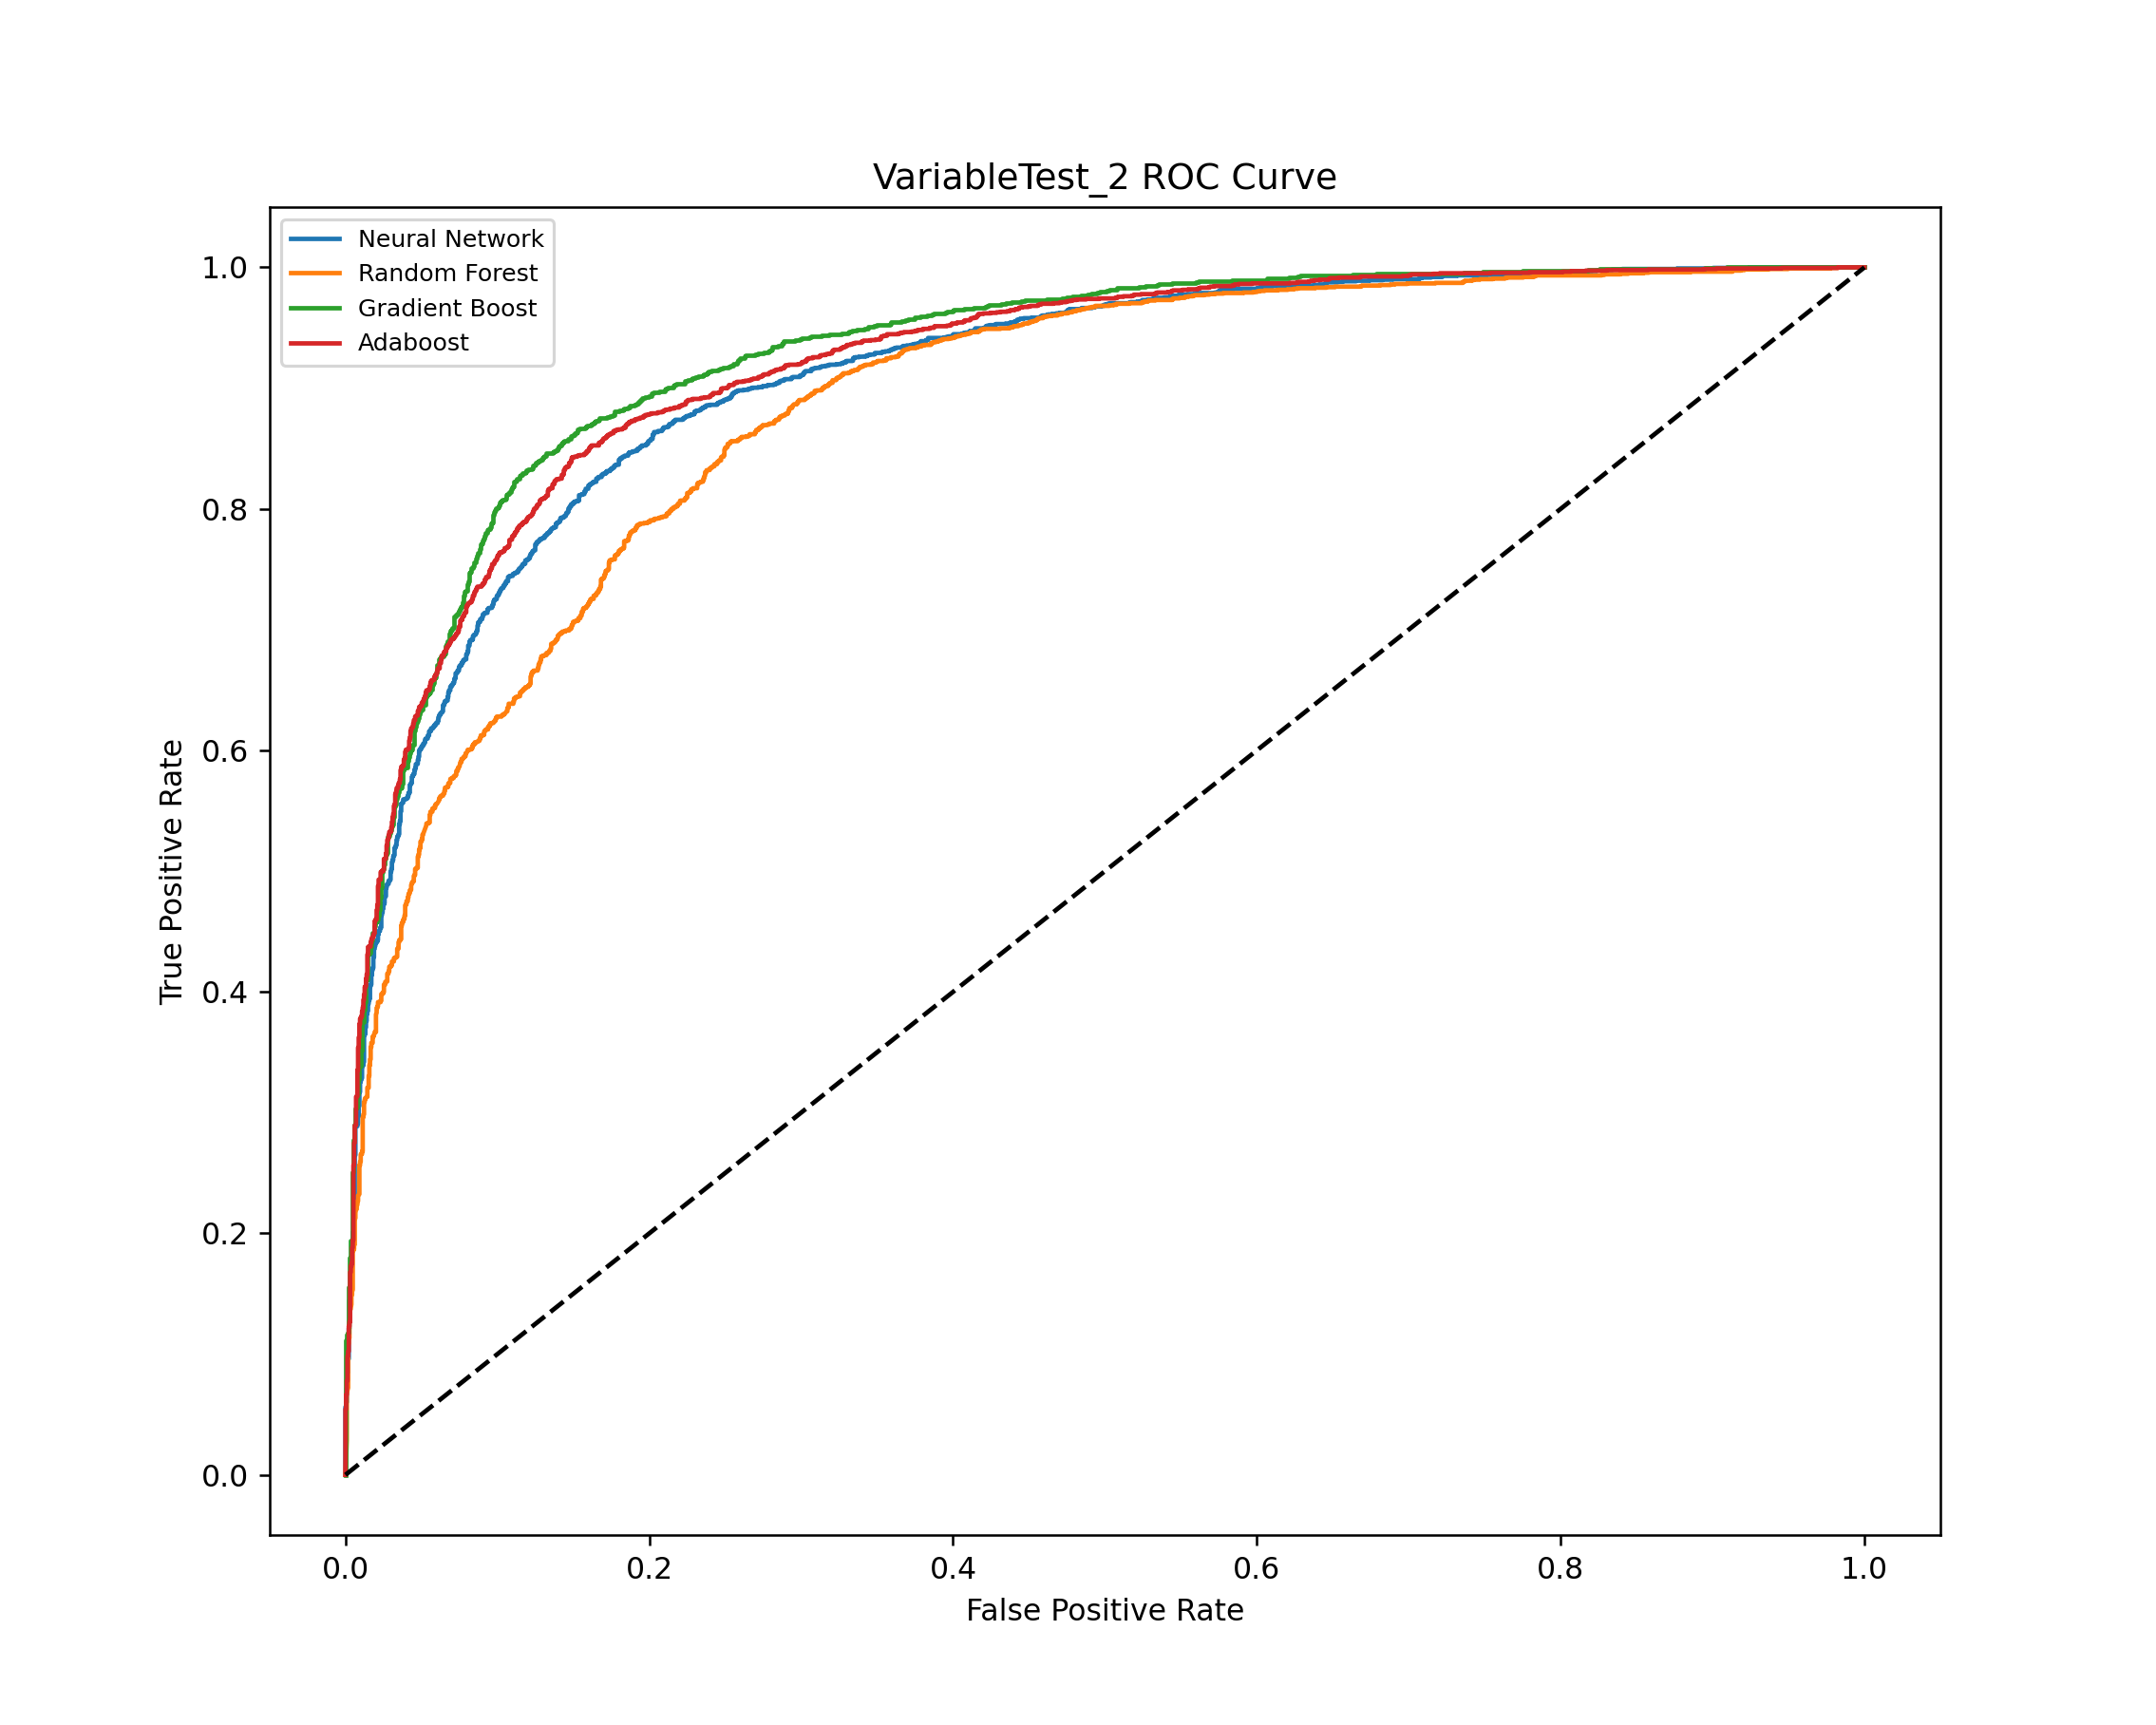 VariableTest_2 ROC Curve
Neural Network
Random Forest
Gradient Boost
Adaboost
True Positive Rate
1.0
0.8
0.6
0.4
0.2
0.0
0.0 0.2 0.4 0.6 0.8 1.0
False Positive Rate